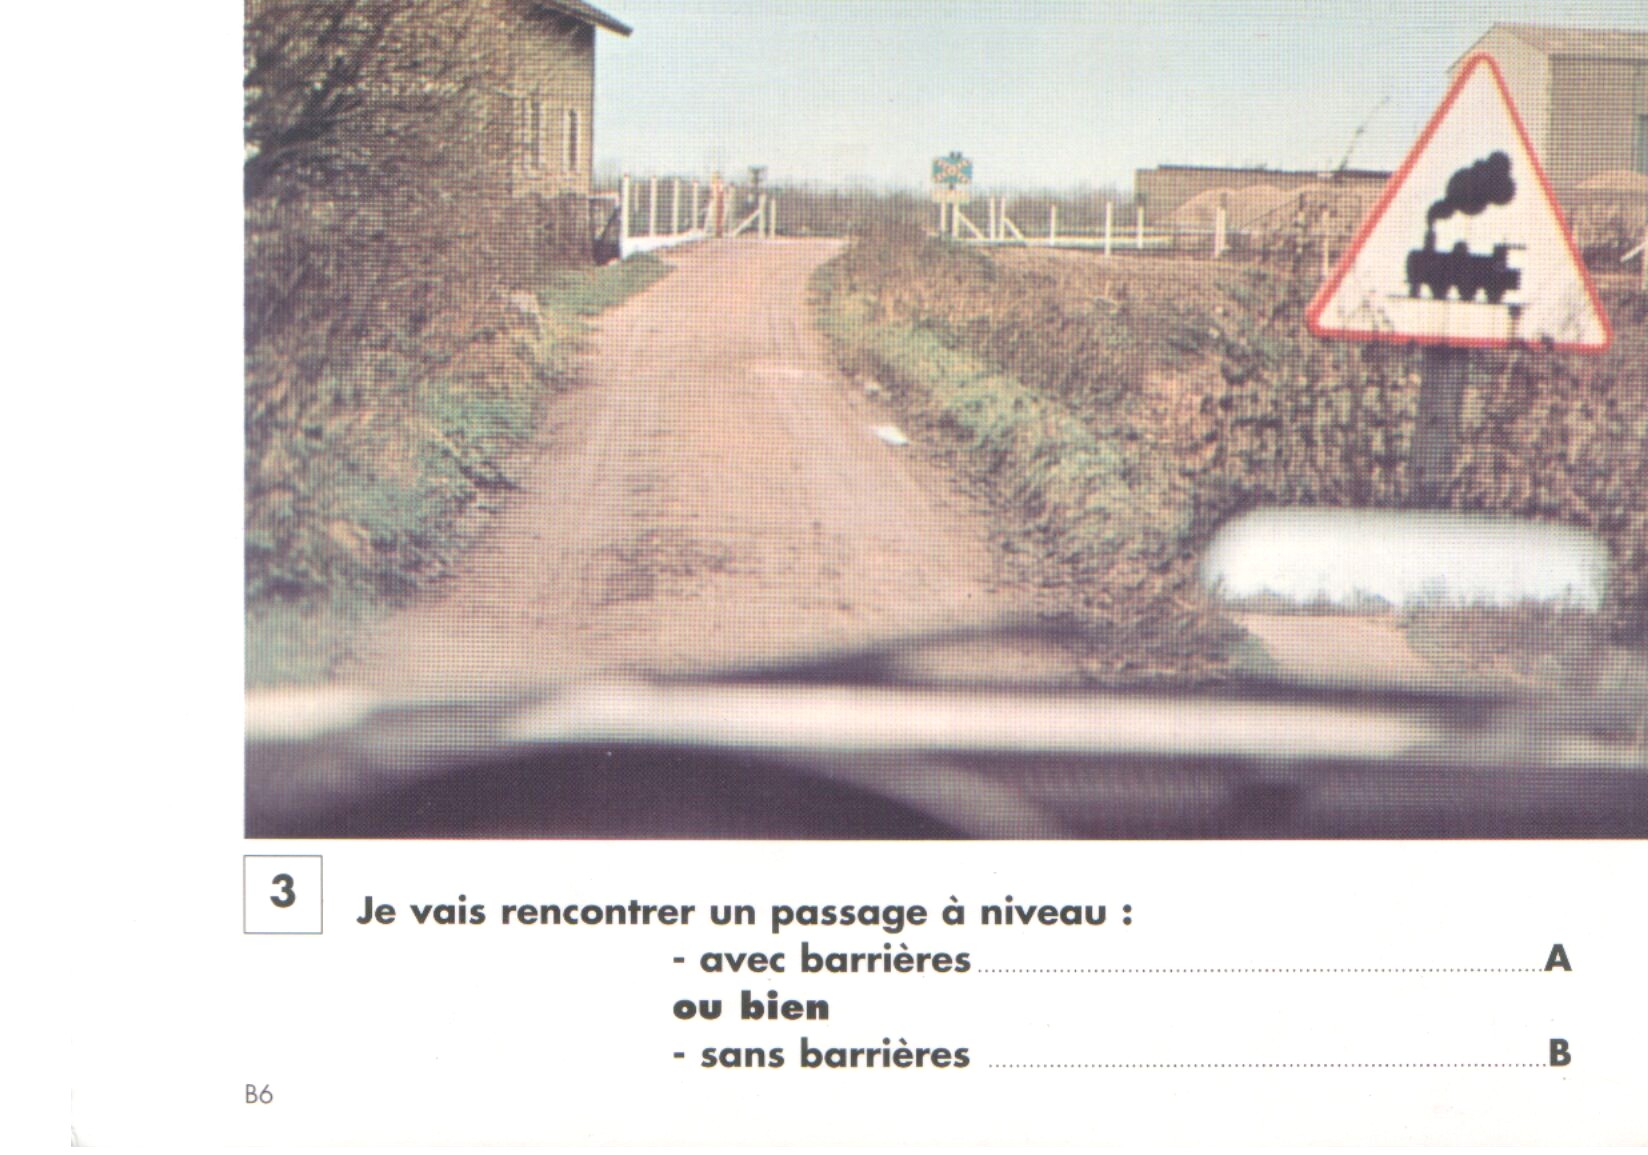 3
Je vais rencontrer un passage à niveau :
- avec barrières A
ou bien
- sans barrières B
B6